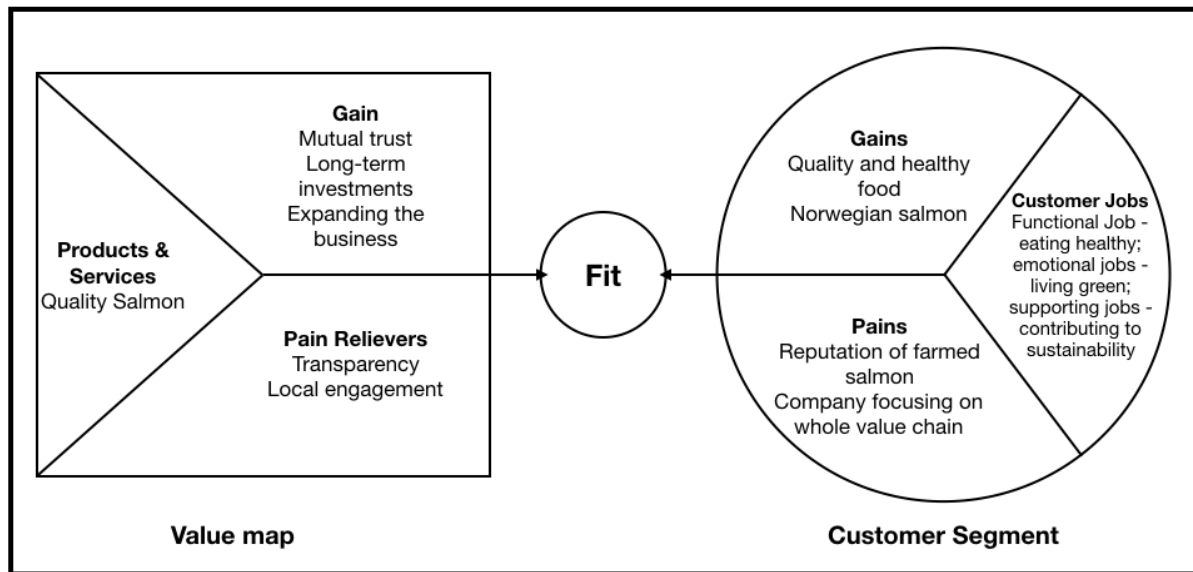 Gain
Mutual trust
Long-term
investments
Expanding the
business
Products &
Services
Quality Salmon
Pain Relievers
Transparency
Local engagement
Fit
Gains
Quality and healthy
food
Norwegian salmon
Customer Jobs
Functional Job -
eating healthy;
emotional jobs -
living green;
supporting jobs -
contributing to
sustainability
Pains
Reputation of farmed
salmon
Company focusing on
whole value chain
Value map
Customer Segment